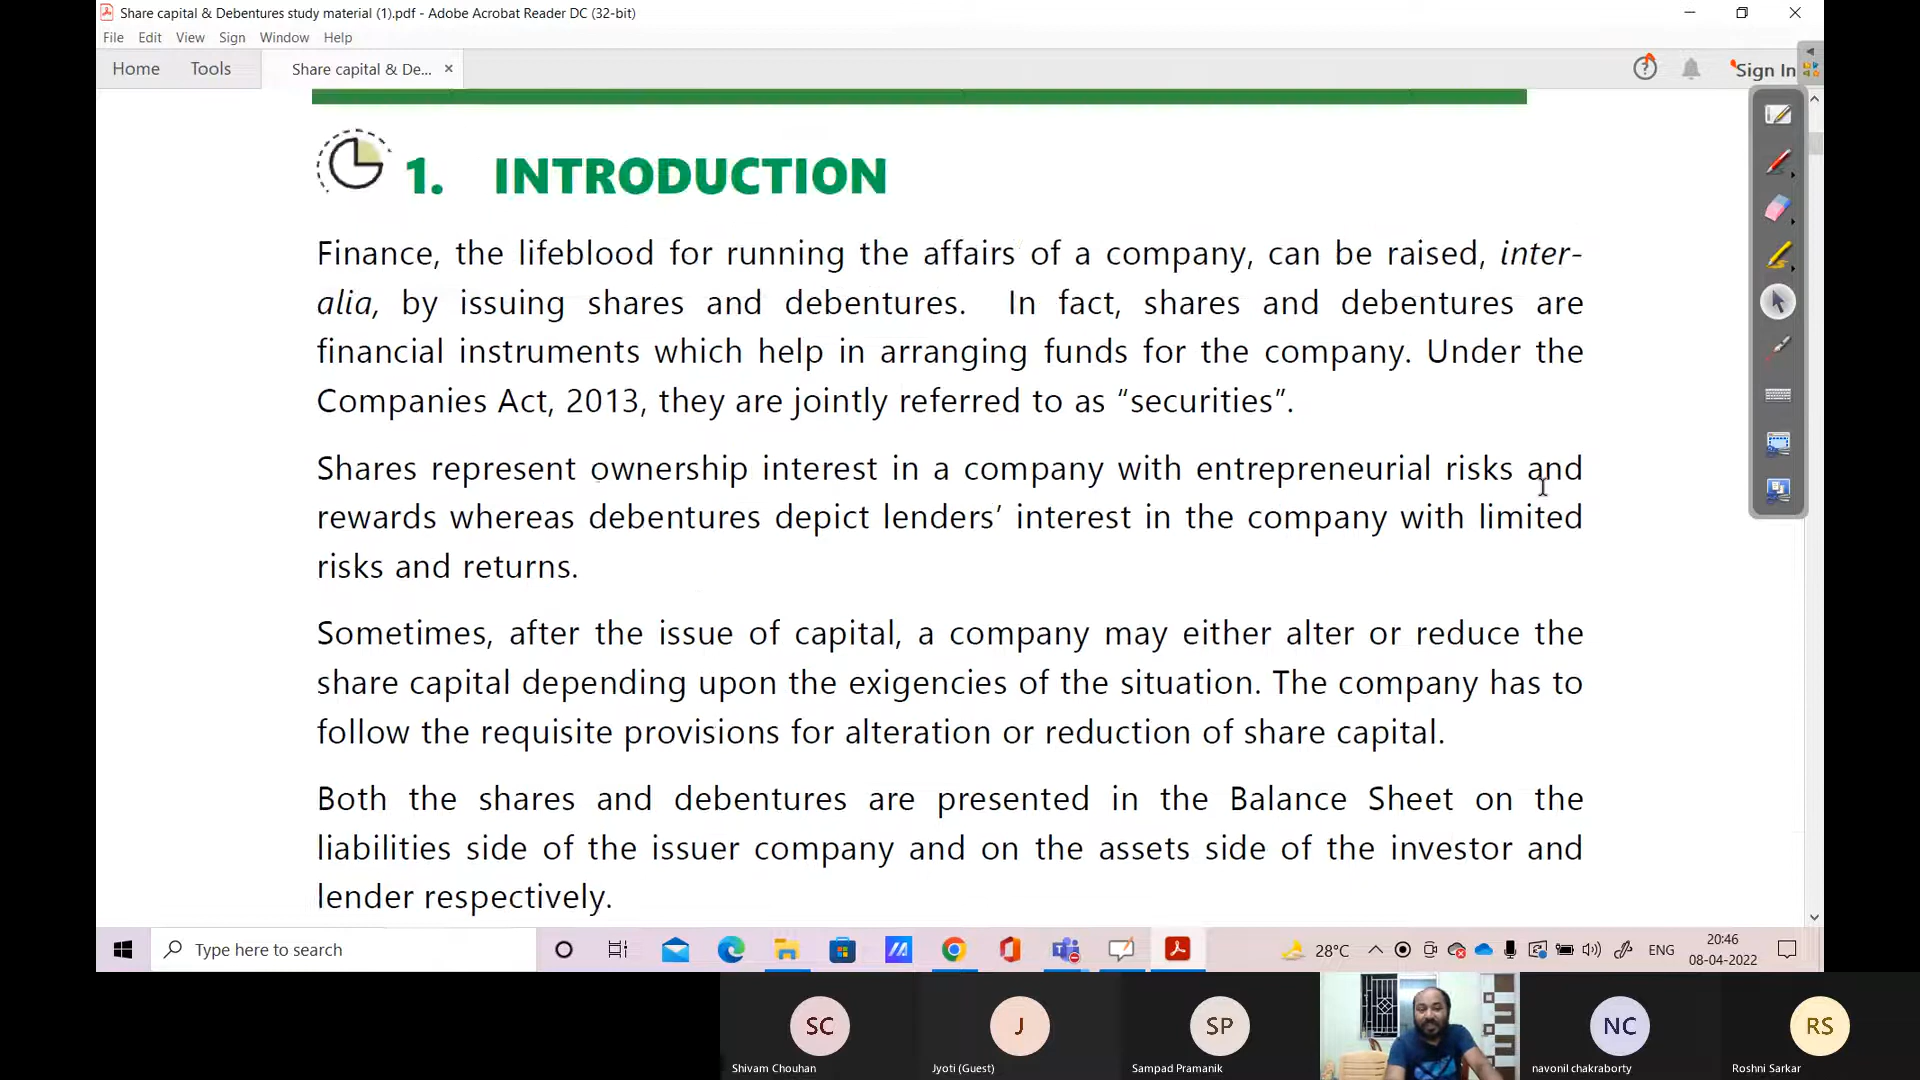 Share capital & Debentures study material (1).pdf - Adobe Acrobat Reader DC (32-bit)
File Edit View Sign Window Help
Home Tools Share capital & De... × Sign In
1. INTRODUCTION
Finance, the lifeblood for running the affairs of a company, can be raised, inter-
alia, by issuing shares and debentures. In fact, shares and debentures are
financial instruments which help in arranging funds for the company. Under the
Companies Act, 2013, they are jointly referred to as “securities”.
Shares represent ownership interest in a company with entrepreneurial risks and
rewards whereas debentures depict lenders’ interest in the company with limited
risks and returns.
Sometimes, after the issue of capital, a company may either alter or reduce the
share capital depending upon the exigencies of the situation. The company has to
follow the requisite provisions for alteration or reduction of share capital.
Both the shares and debentures are presented in the Balance Sheet on the
liabilities side of the issuer company and on the assets side of the investor and
lender respectively.
Type here to search 28°C ENG 20:46
08-04-2022
SC J SP NC RS
Shivam Chouhan Jyoti (Guest) Sampad Pramanik navonil chakraborty Roshni Sarkar